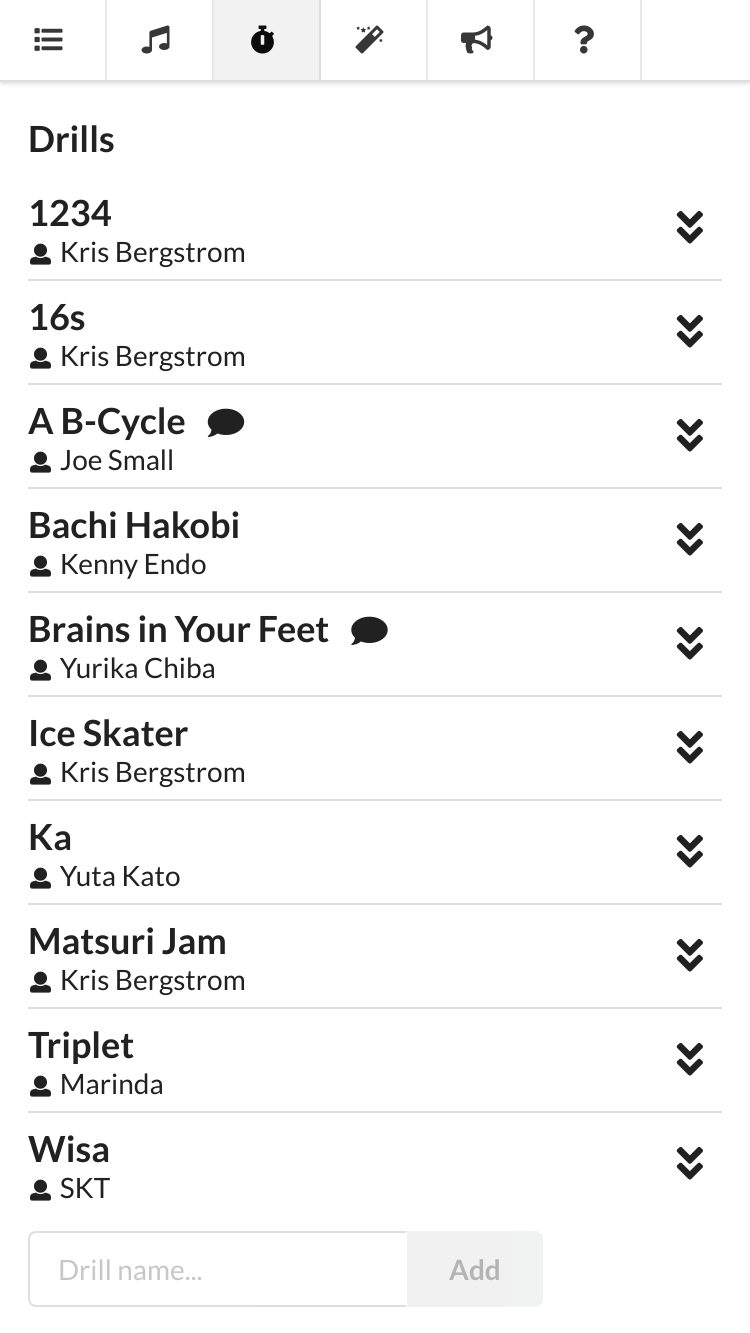 Drills
1234
Kris Bergstrom
16s
Kris Bergstrom
A B-Cycle
Joe Small
Bachi Hakobi
Kenny Endo
Brains in Your Feet
Yurika Chiba
Ice Skater
Kris Bergstrom
Ka
Yuta Kato
Matsuri Jam
Kris Bergstrom
Triplet
Marinda
Wisa
SKT
Drill name... Add